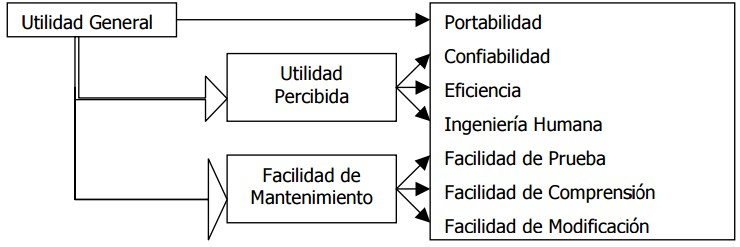 Utilidad General
Utilidad
Percibida
Facilidad de
Mantenimiento
Portabilidad
Confiabilidad
Eficiencia
Ingeniería Humana
Facilidad de Prueba
Facilidad de Comprensión
Facilidad de Modificación